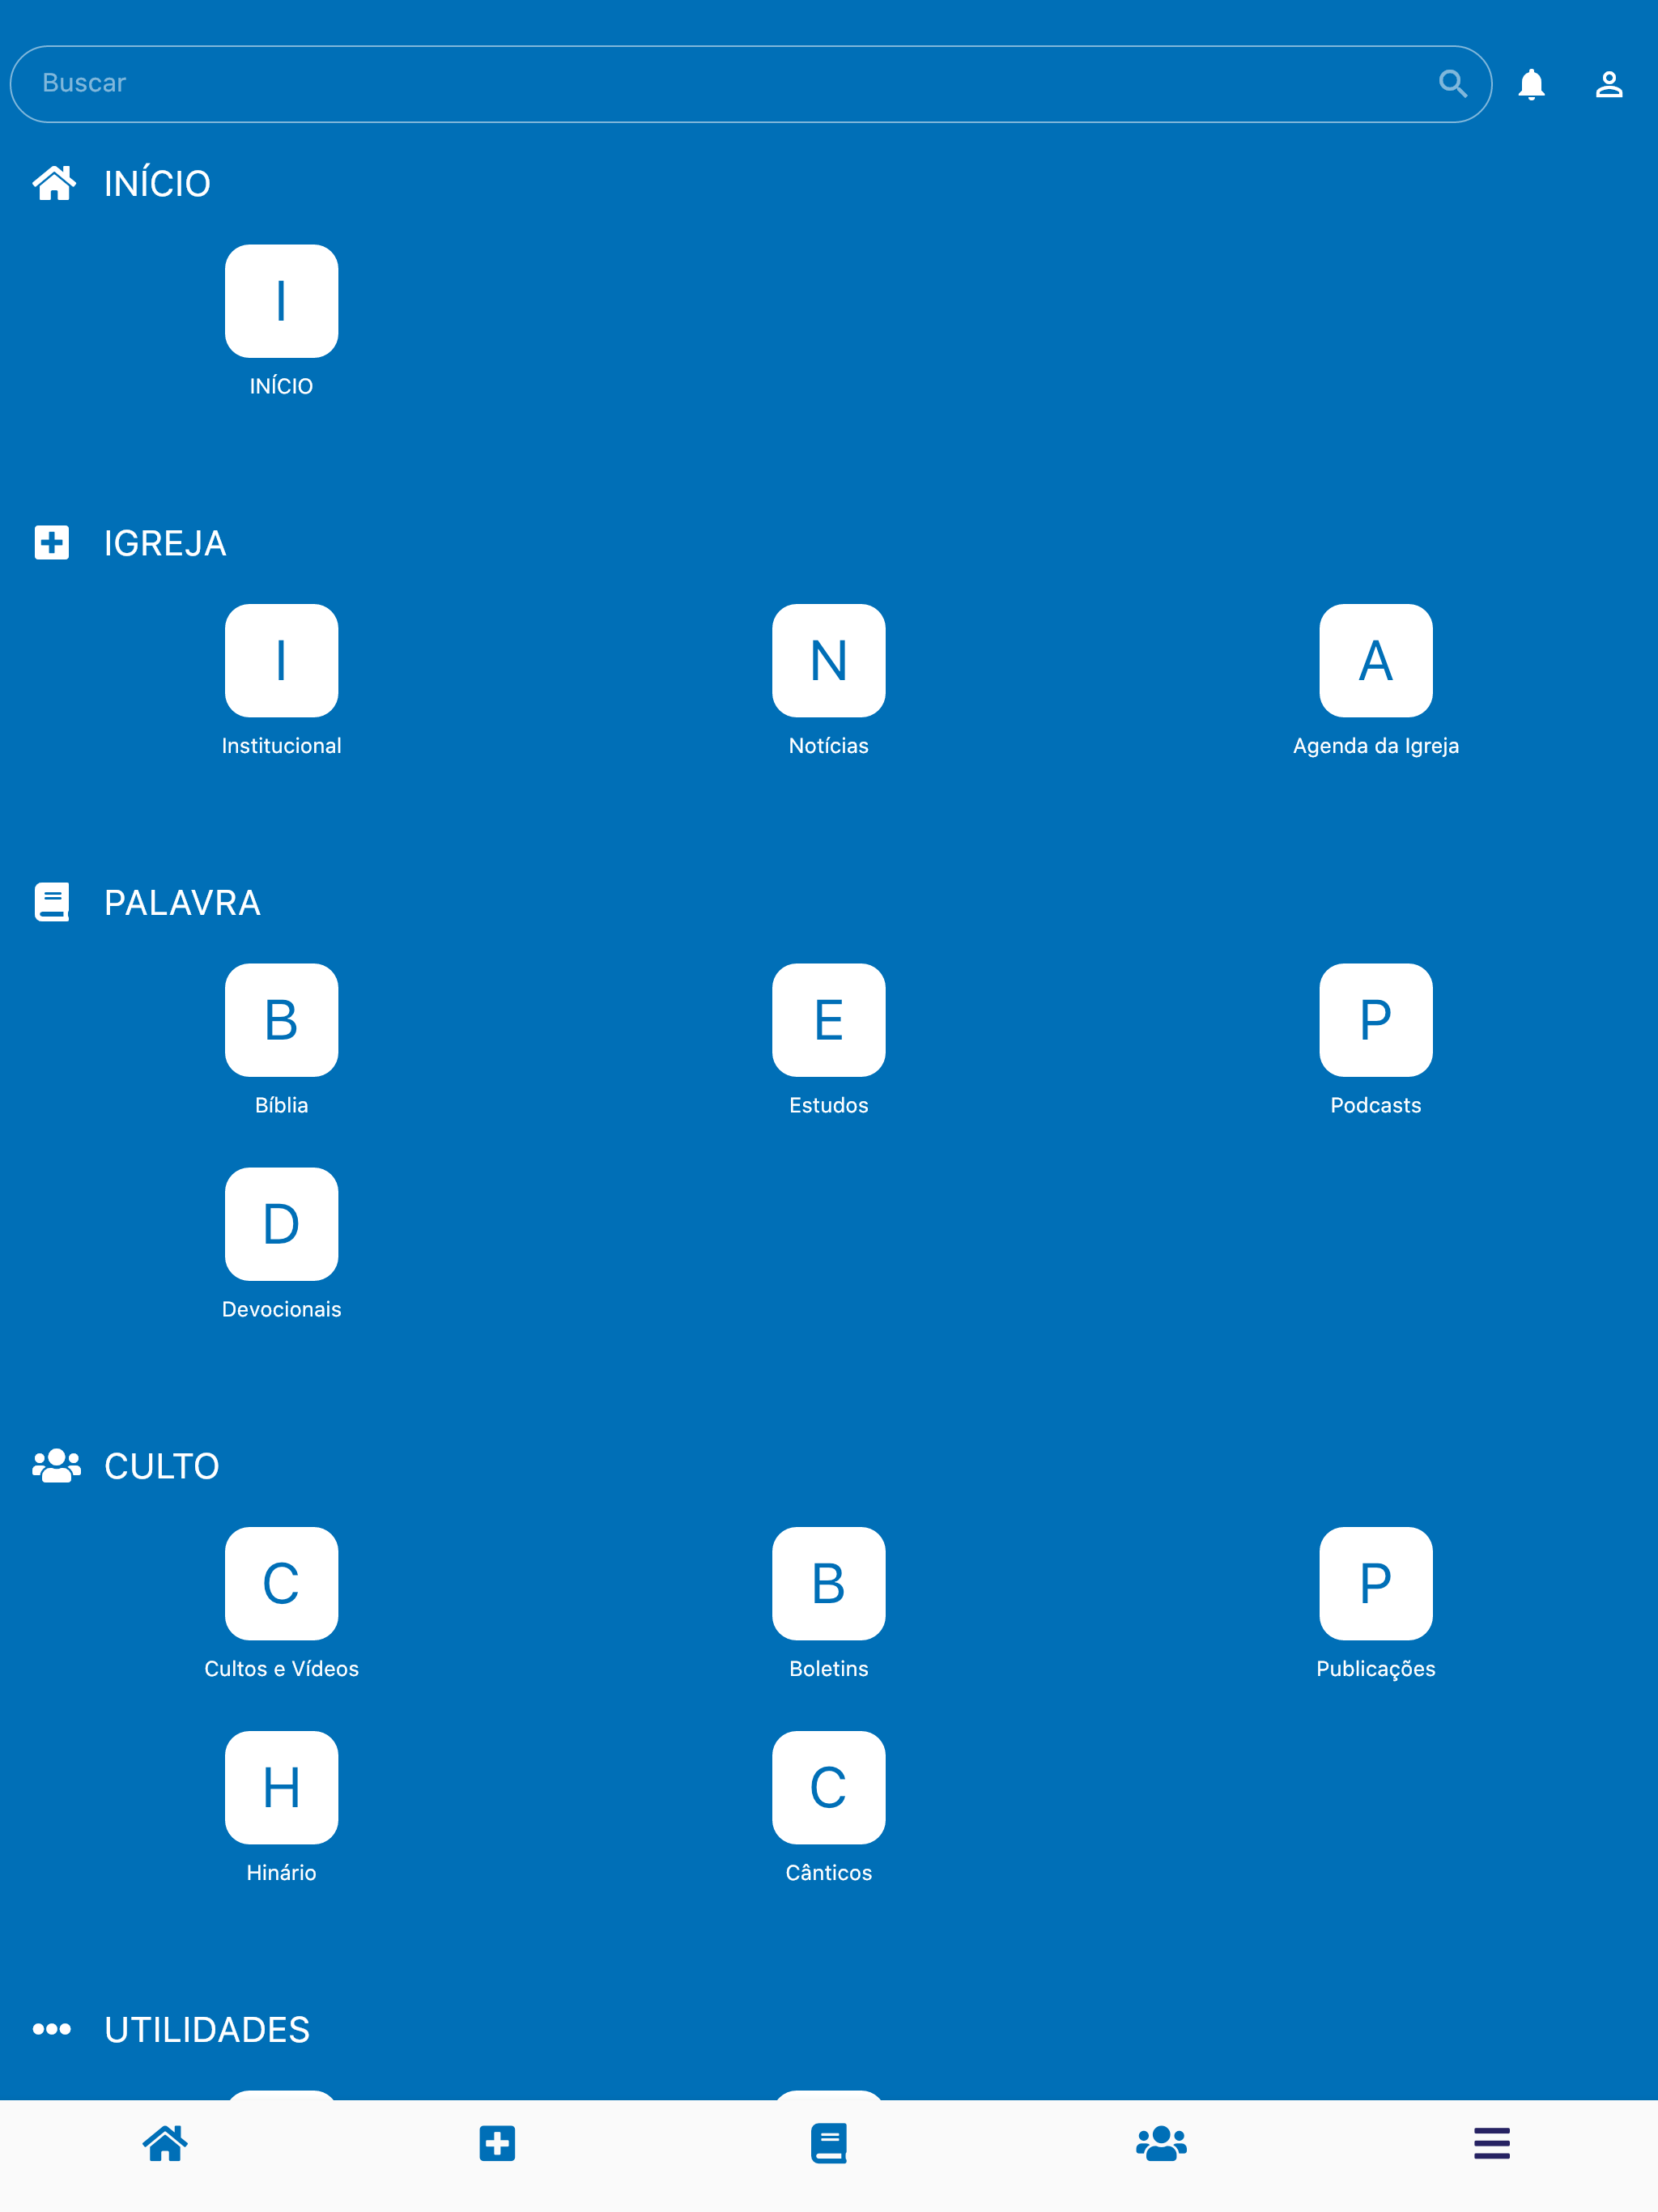 Buscar
INÍCIO
I
INÍCIO
IGREJA
I N A
Institucional Notícias Agenda da Igreja
PALAVRA
B E P
Bíblia Estudos Podcasts
D
Devocionais
CULTO
C B P
Cultos e Vídeos Boletins Publicações
H C
Hinário Cânticos
UTILIDADES